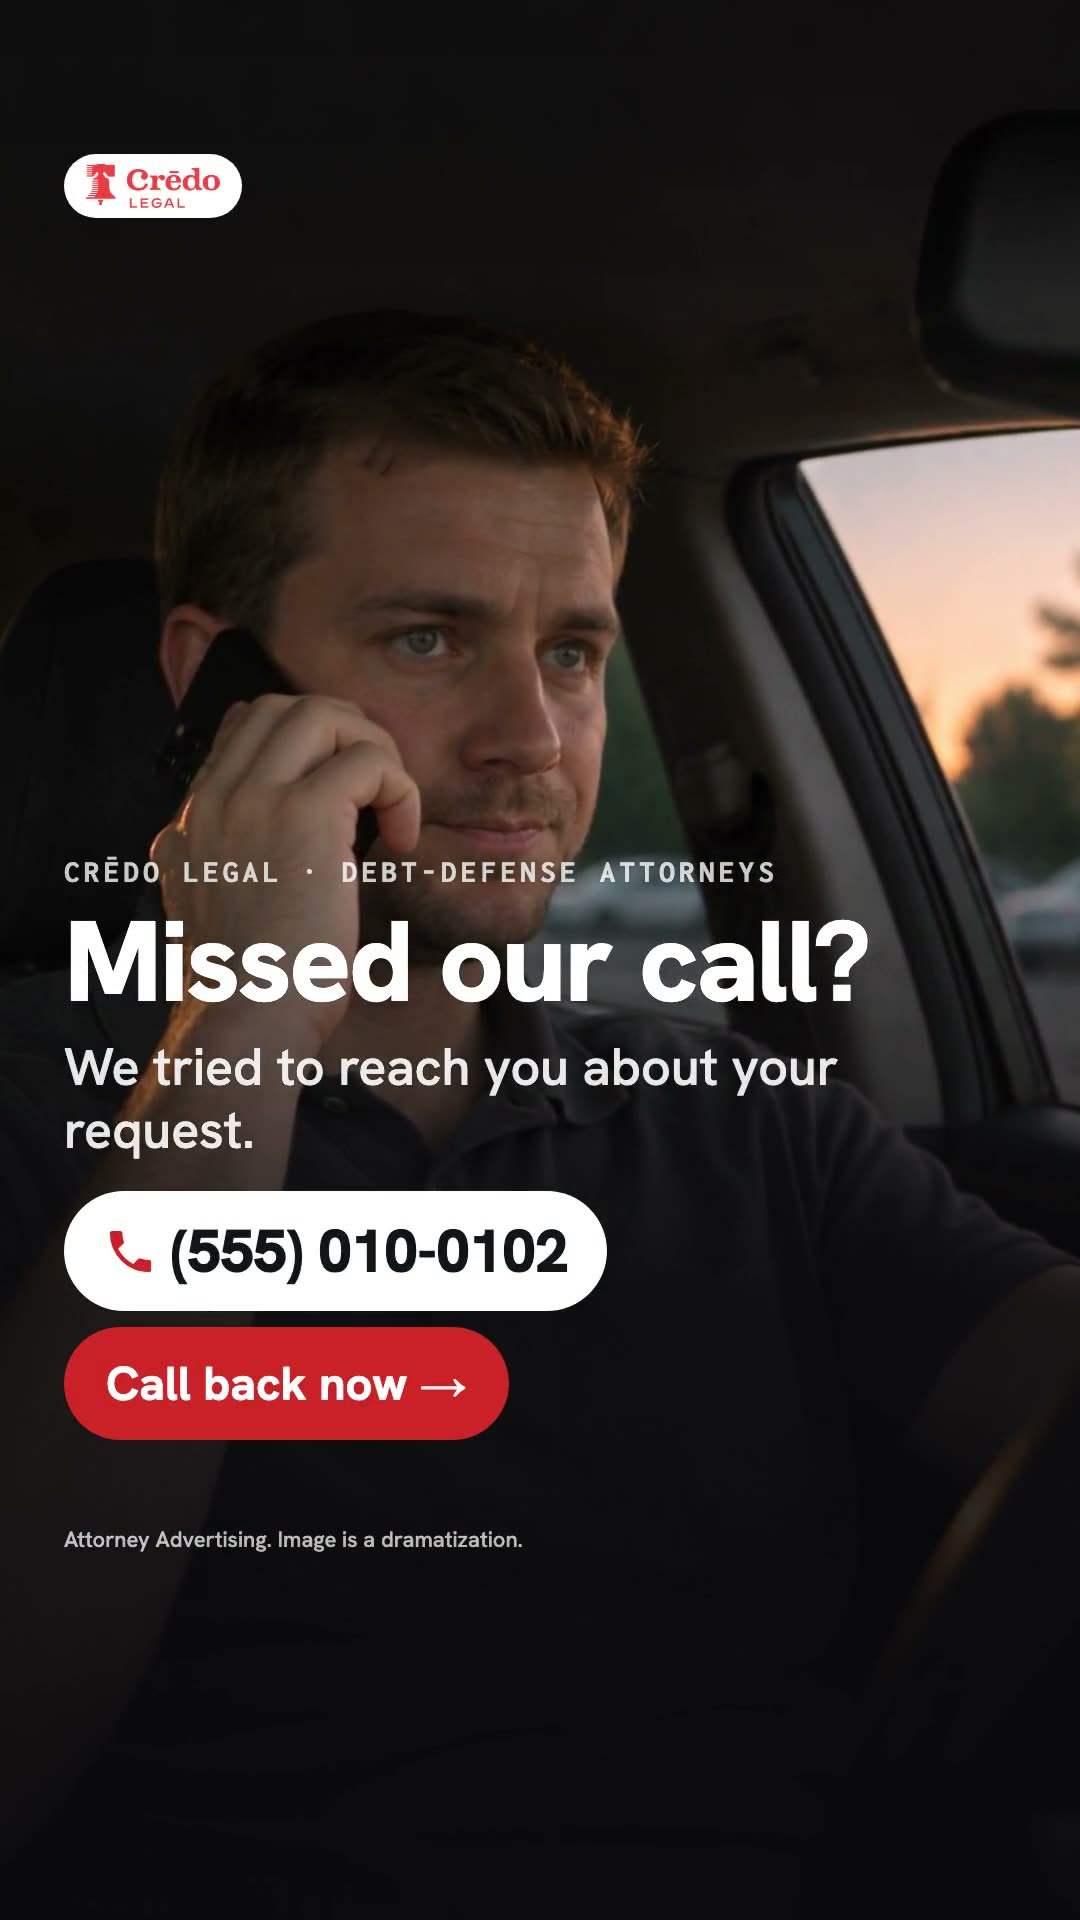 Crēdo
LEGAL
CRĒDO LEGAL · DEBT-DEFENSE ATTORNEYS
Missed our call?
We tried to reach you about your
request.
(555) 010-0102
Call back now →
Attorney Advertising. Image is a dramatization.